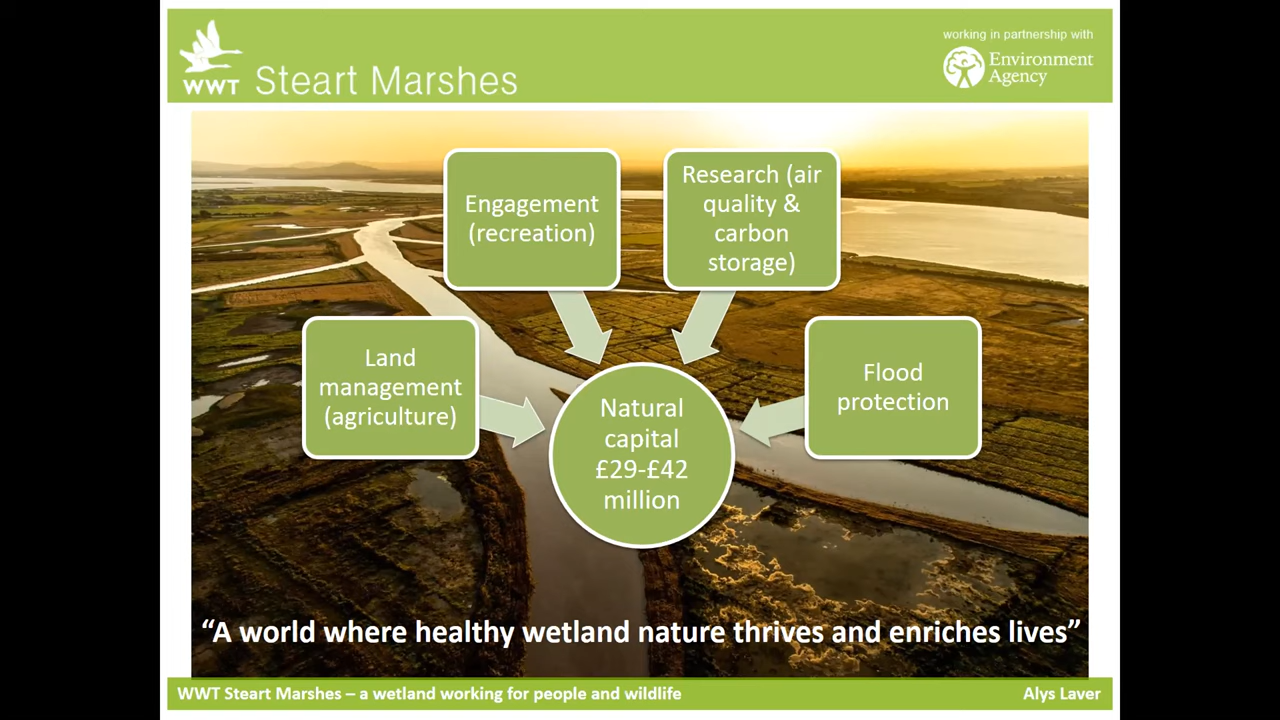 WWT Steart Marshes
working in partnership with
Environment
Agency
Engagement
(recreation)
Research (air
quality &
carbon
storage)
Land
management
(agriculture)
Flood
protection
Natural
capital
£29-£42
million
“A world where healthy wetland nature thrives and enriches lives”
WWT Steart Marshes – a wetland working for people and wildlife
Alys Laver